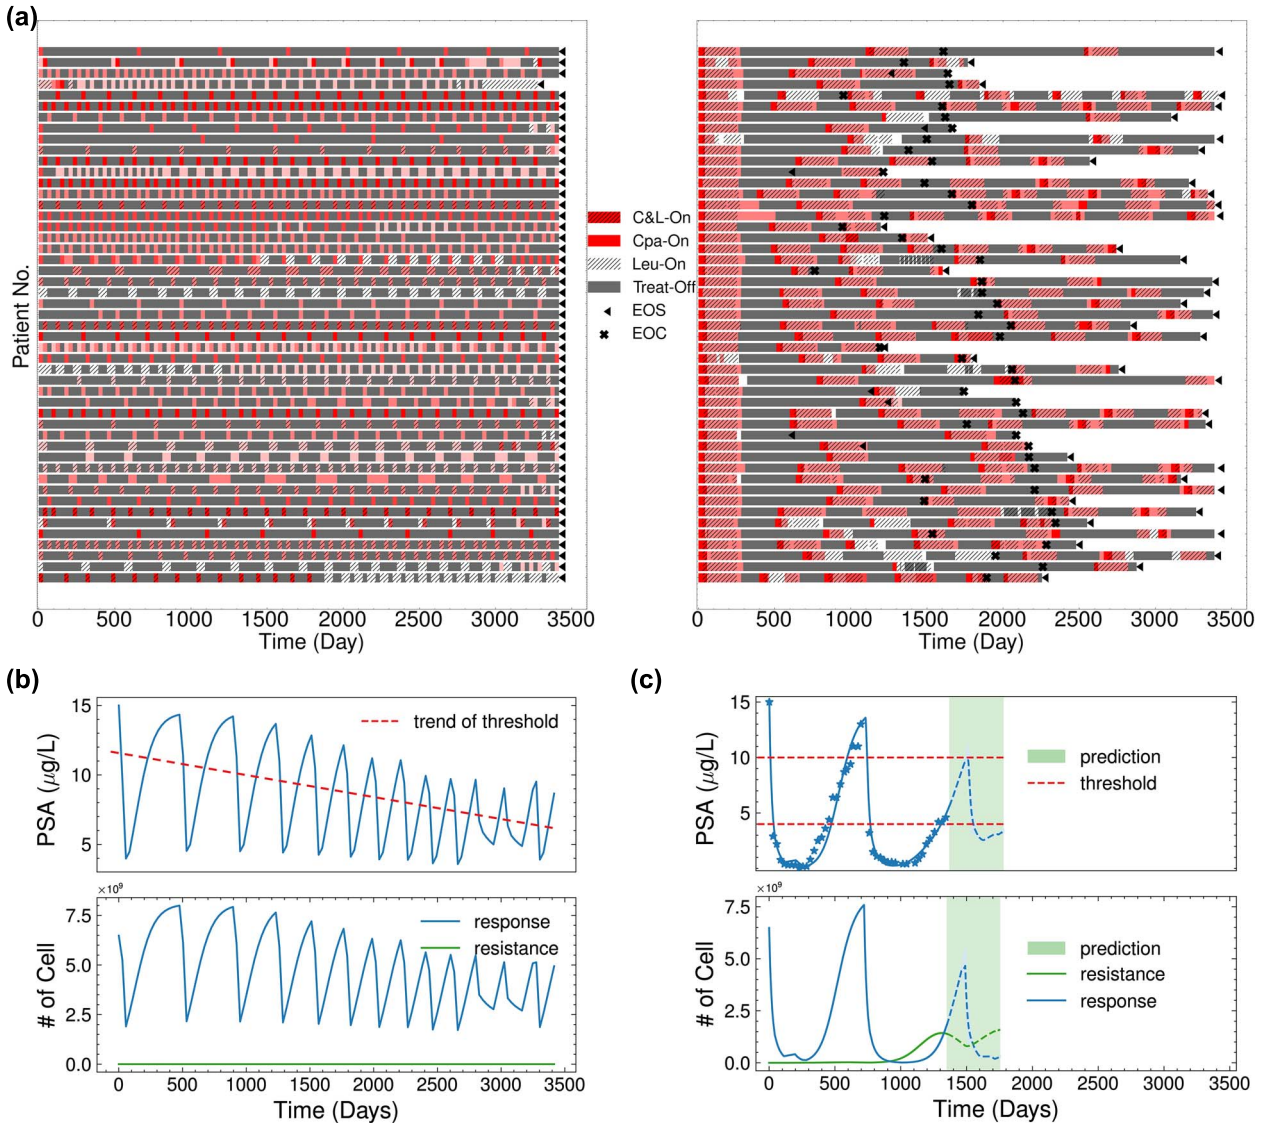 (a)
Patient No.
C&L-On
Cpa-On
Leu-On
Treat-Off
EOS
EOC
0 500 1000 1500 2000 2500 3000 3500
Time (Day)
0 500 1000 1500 2000 2500 3000 3500
Time (Day)
(b)
PSA (μg/L)
15
10
5
trend of threshold
×10⁹
# of Cell
7.5
5.0
2.5
0.0
response
resistance
0 500 1000 1500 2000 2500 3000 3500
Time (Days)
(c)
PSA (μg/L)
15
10
5
prediction
threshold
×10⁹
# of Cell
7.5
5.0
2.5
0.0
prediction
resistance
response
0 500 1000 1500 2000 2500 3000 3500
Time (Days)